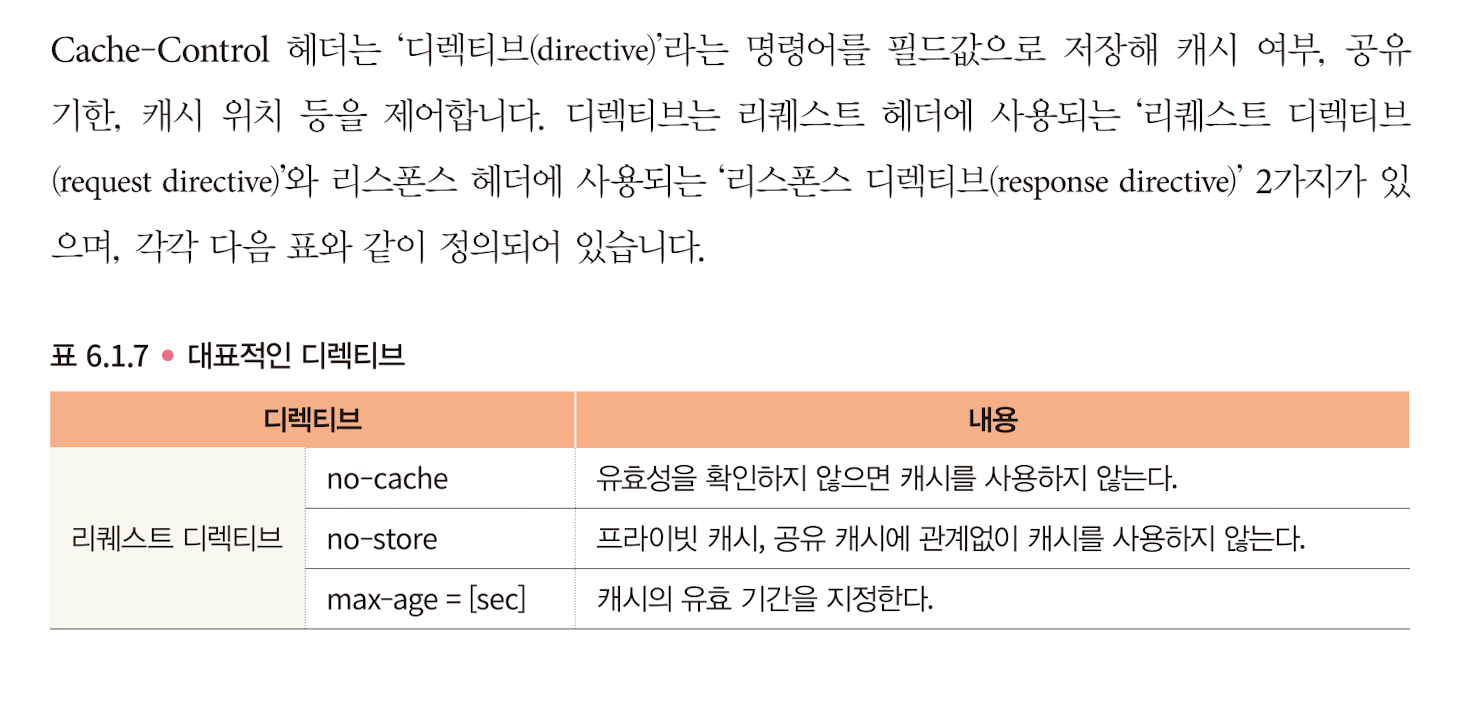 Cache-Control 헤더는 ‘디렉티브(directive)’라는 명령어를 필드값으로 저장해 캐시 여부, 공유
기한, 캐시 위치 등을 제어합니다. 디렉티브는 리퀘스트 헤더에 사용되는 ‘리퀘스트 디렉티브
(request directive)’와 리스폰스 헤더에 사용되는 ‘리스폰스 디렉티브(response directive)’ 2가지가 있
으며, 각각 다음 표와 같이 정의되어 있습니다.
표 6.1.7 ● 대표적인 디렉티브
디렉티브 내용
no-cache 유효성을 확인하지 않으면 캐시를 사용하지 않는다.
리퀘스트 디렉티브 no-store 프라이빗 캐시, 공유 캐시에 관계없이 캐시를 사용하지 않는다.
max-age = [sec] 캐시의 유효 기간을 지정한다.